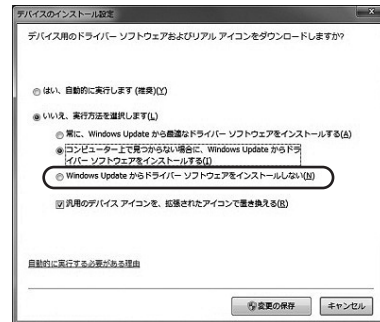 デバイスのインストール設定
デバイス用のドライバー ソフトウェアおよびリアル アイコンをダウンロードしますか?
はい、自動的に実行します (推奨)(Y)
いいえ、実行方法を選択します(L)
常に、Windows Update から最適なドライバー ソフトウェアをインストールする(A)
コンピューター上で見つからない場合に、Windows Update からドラ
イバー ソフトウェアをインストールする(I)
Windows Update からドライバー ソフトウェアをインストールしない(N)
汎用のデバイス アイコンを、拡張されたアイコンで置き換える(R)
自動的に実行する必要がある理由
変更の保存
キャンセル